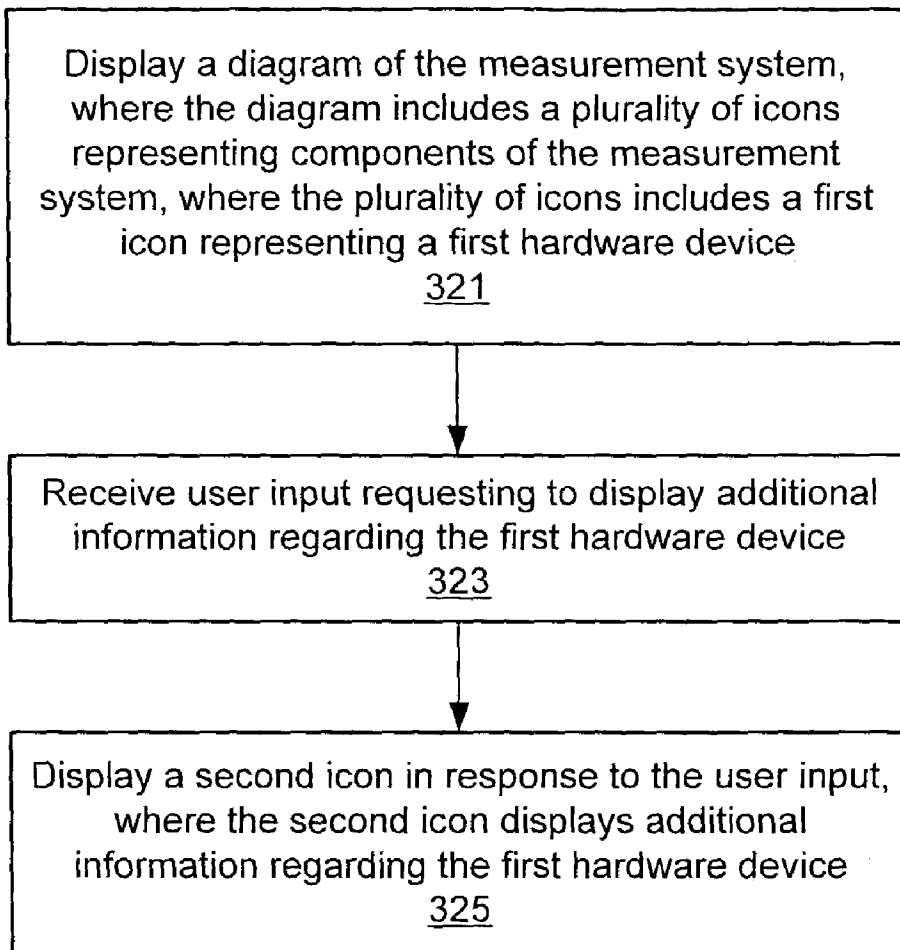 Display a diagram of the measurement system,
where the diagram includes a plurality of icons
representing components of the measurement
system, where the plurality of icons includes a first
icon representing a first hardware device
321
Receive user input requesting to display additional
information regarding the first hardware device
323
Display a second icon in response to the user input,
where the second icon displays additional
information regarding the first hardware device
325